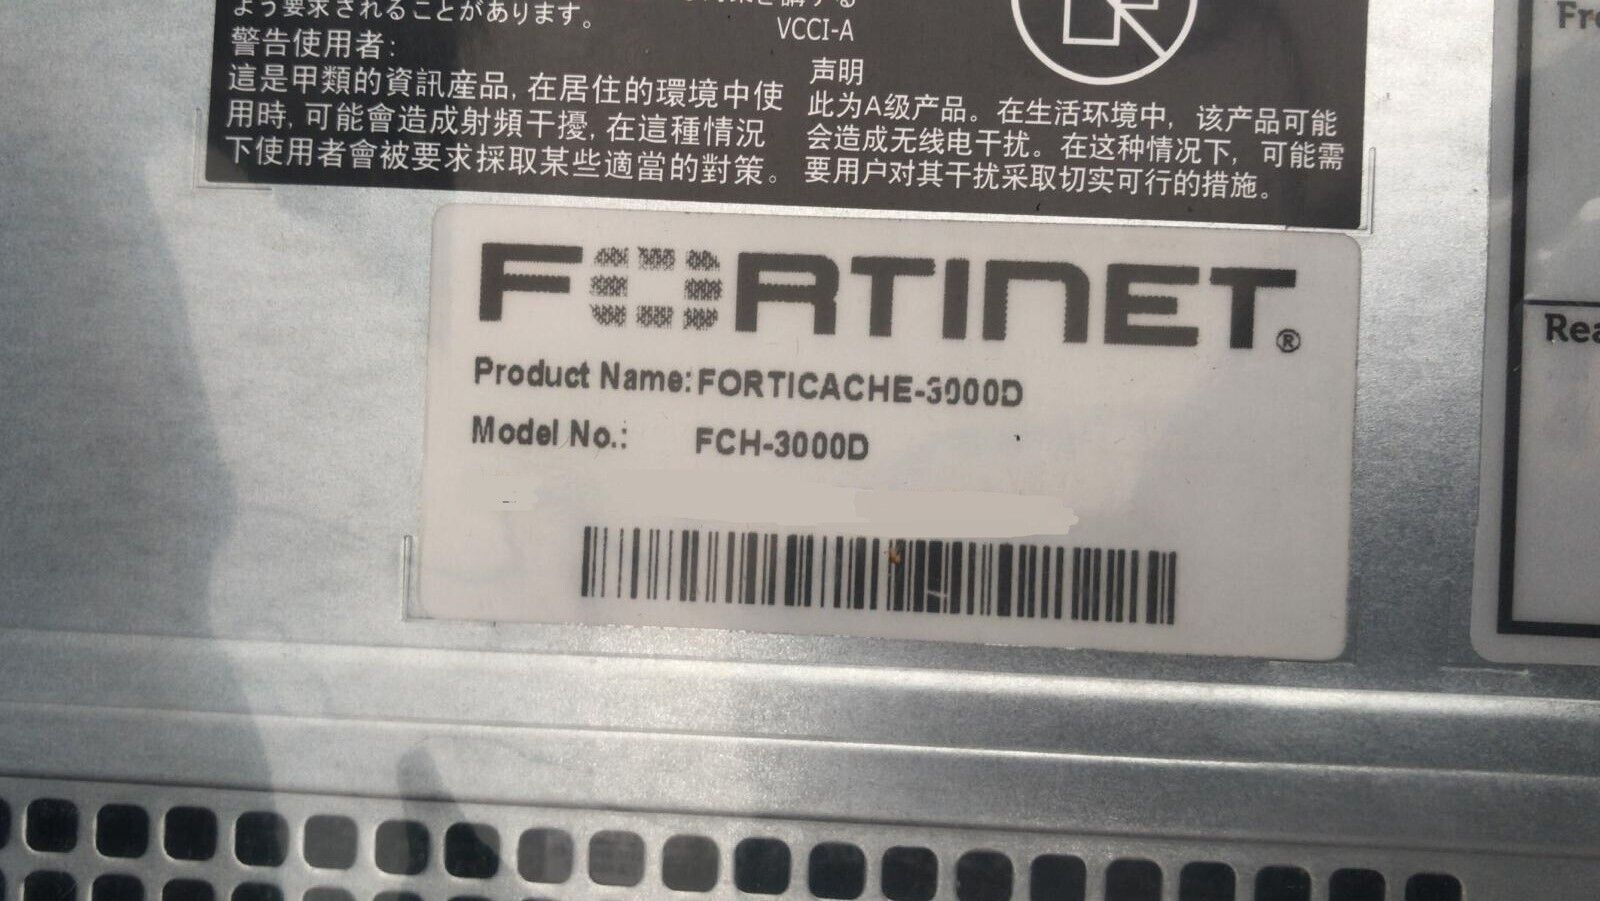 よう要求されることがあります。
VCCI-A
警告使用者:
這是甲類的資訊産品,在居住的環境中使
用時,可能會造成射頻干擾,在這種情況
下使用者會被要求採取某些適當的對策。
声明
此为A级产品。在生活环境中, 该产品可能
会造成无线电干扰。在这种情况下, 可能需
要用户对其干扰采取切实可行的措施。
FORTINET®
Product Name: FORTICACHE-3000D
Model No.: FCH-3000D